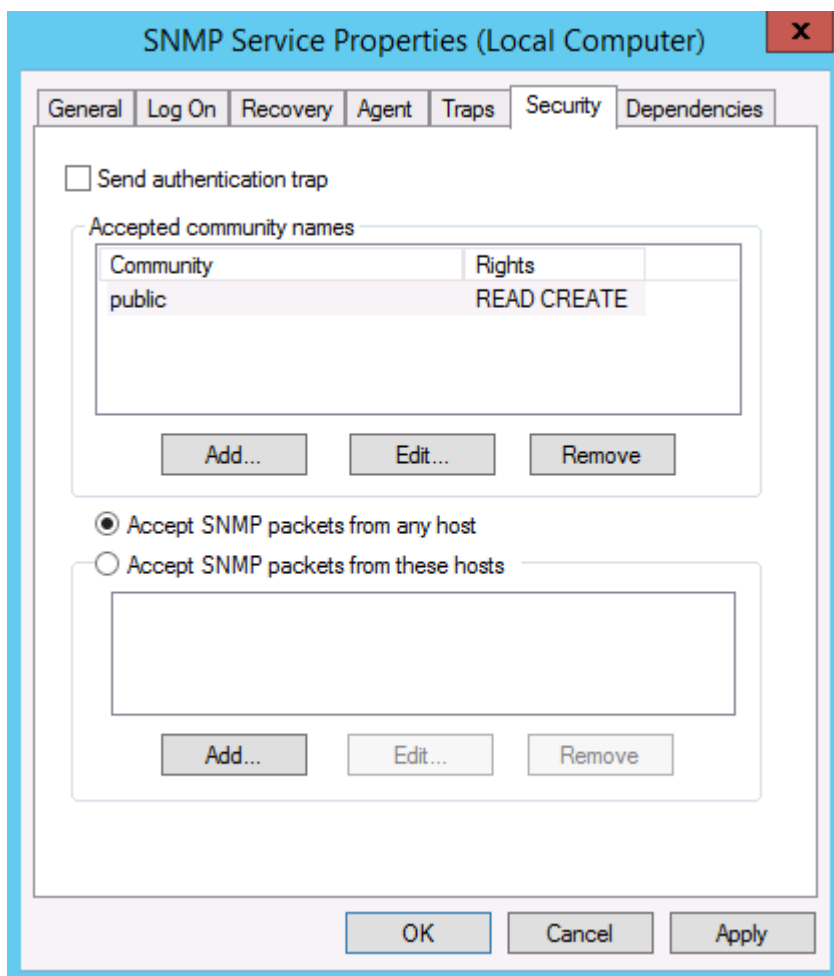 SNMP Service Properties (Local Computer)
x
General Log On Recovery Agent Traps Security Dependencies
Send authentication trap
Accepted community names
Community Rights
public READ CREATE
Add... Edit... Remove
Accept SNMP packets from any host
Accept SNMP packets from these hosts
Add... Edit... Remove
OK Cancel Apply